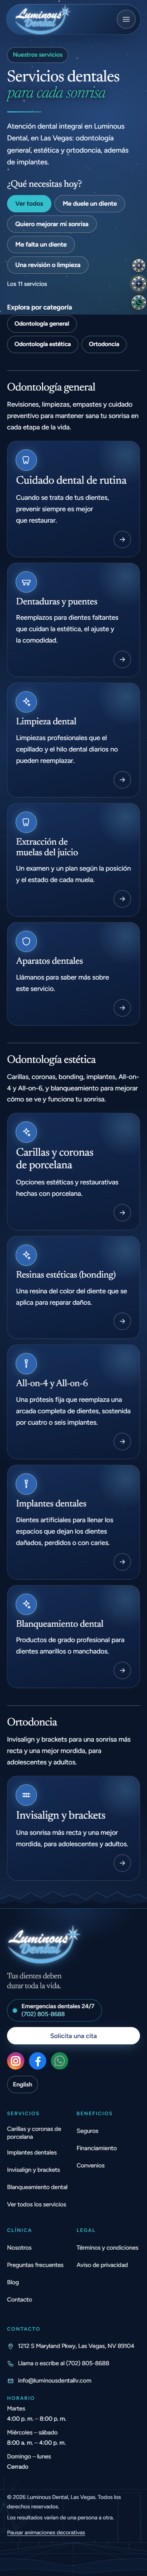 Luminous
Dental
Nuestros servicios
Servicios dentales
para cada sonrisa
Atención dental integral en Luminous
Dental, en Las Vegas: odontología
general, estética y ortodoncia, además
de implantes.
¿Qué necesitas hoy?
Ver todos
Me duele un diente
Quiero mejorar mi sonrisa
Me falta un diente
Una revisión o limpieza
Los 11 servicios
Explora por categoría
Odontología general
Odontología estética
Ortodoncia
Odontología general
Revisiones, limpiezas, empastes y cuidado
preventivo para mantener sana tu sonrisa en
cada etapa de la vida.
Cuidado dental de rutina
Cuando se trata de tus dientes,
prevenir siempre es mejor
que restaurar.
Dentaduras y puentes
Reemplazos para dientes faltantes
que cuidan la estética, el ajuste y
la comodidad.
Limpieza dental
Limpiezas profesionales que el
cepillado y el hilo dental diarios no
pueden reemplazar.
Extracción de
muelas del juicio
Un examen y un plan según la posición
y el estado de cada muela.
Aparatos dentales
Llámanos para saber más sobre
este servicio.
Odontología estética
Carillas, coronas, bonding, implantes, All-on-
4 y All-on-6, y blanqueamiento para mejorar
cómo se ve y funciona tu sonrisa.
Carillas y coronas
de porcelana
Opciones estéticas y restaurativas
hechas con porcelana.
Resinas estéticas (bonding)
Una resina del color del diente que se
aplica para reparar daños.
All-on-4 y All-on-6
Una prótesis fija que reemplaza una
arcada completa de dientes, sostenida
por cuatro o seis implantes.
Implantes dentales
Dientes artificiales para llenar los
espacios que dejan los dientes
dañados, perdidos o con caries.
Blanqueamiento dental
Productos de grado profesional para
dientes amarillos o manchados.
Ortodoncia
Invisalign y brackets para una sonrisa más
recta y una mejor mordida, para
adolescentes y adultos.
Invisalign y brackets
Una sonrisa más recta y una mejor
mordida, para adolescentes y adultos.
Luminous
Dental
Tus dientes deben
durar toda la vida.
Emergencias dentales 24/7
(702) 805-8688
Solicita una cita
English
SERVICIOS
Carillas y coronas de
porcelana
Implantes dentales
Invisalign y brackets
Blanqueamiento dental
Ver todos los servicios
BENEFICIOS
Seguros
Financiamiento
Convenios
CLÍNICA
Nosotros
Preguntas frecuentes
Blog
Contacto
LEGAL
Términos y condiciones
Aviso de privacidad
CONTACTO
1212 S Maryland Pkwy, Las Vegas, NV 89104
Llama o escribe al (702) 805-8688
info@luminousdentallv.com
HORARIO
Martes
4:00 p. m. – 8:00 p. m.
Miércoles – sábado
8:00 a. m. – 4:00 p. m.
Domingo – lunes
Cerrado
© 2026 Luminous Dental, Las Vegas. Todos los
derechos reservados.
Los resultados varían de una persona a otra.
Pausar animaciones decorativas